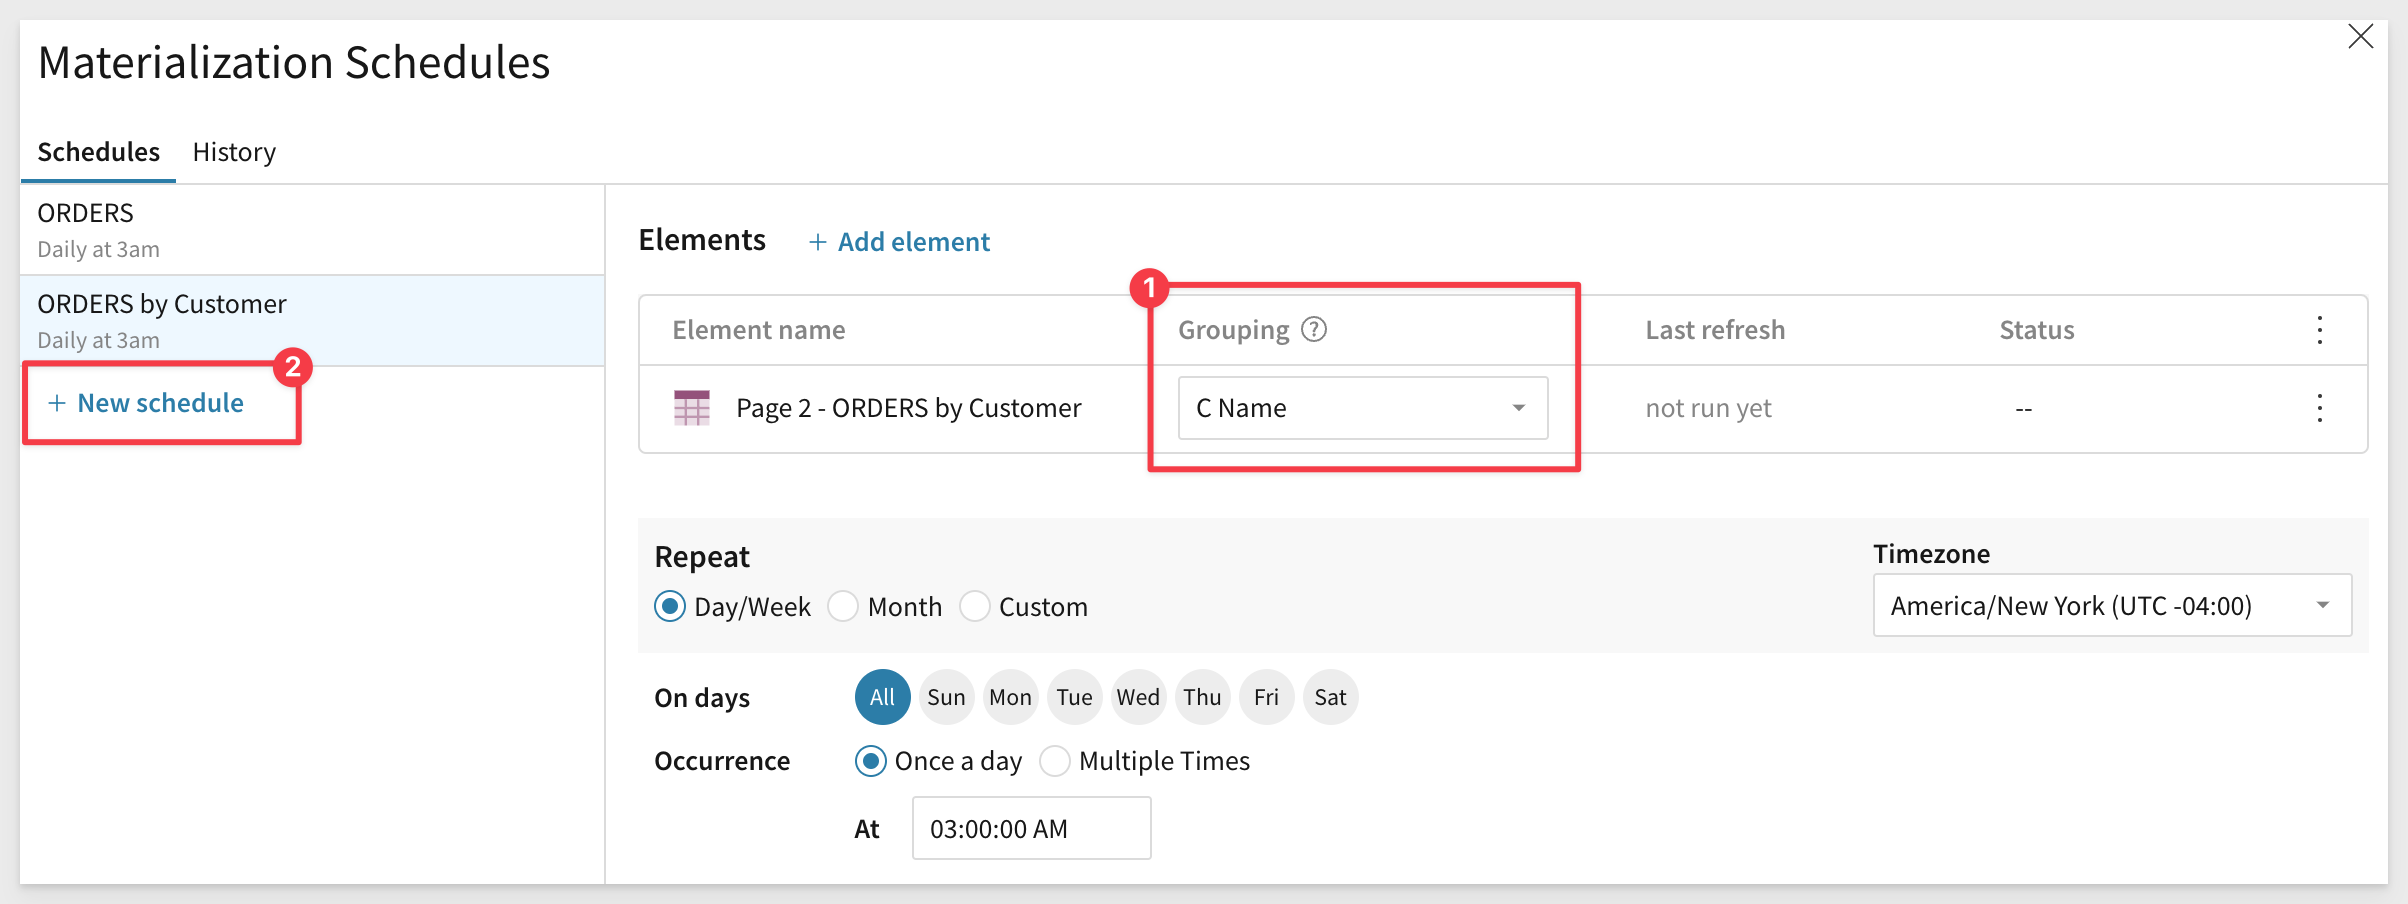 Materialization Schedules
Schedules History
ORDERS
Daily at 3am
ORDERS by Customer
Daily at 3am
2
+ New schedule
Elements + Add element
1
Element name Grouping ? Last refresh Status
Page 2 - ORDERS by Customer C Name not run yet --
Repeat
Day/Week Month Custom
Timezone
America/New York (UTC -04:00)
On days All Sun Mon Tue Wed Thu Fri Sat
Occurrence Once a day Multiple Times
At 03:00:00 AM